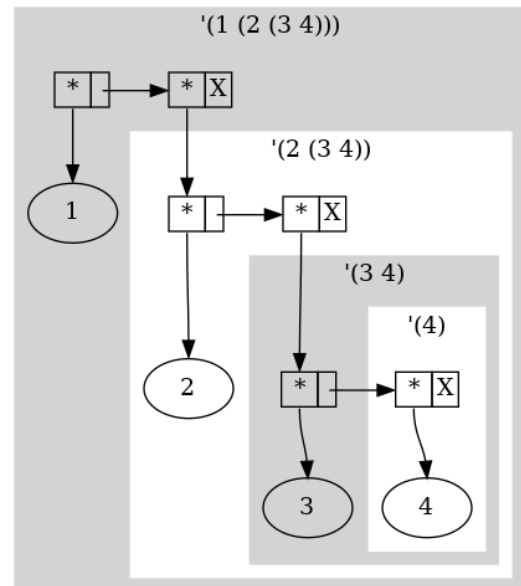 '(1 (2 (3 4)))
* * X
'(2 (3 4))
1 * * X
'(3 4)
'(4)
2 * * X
3 4